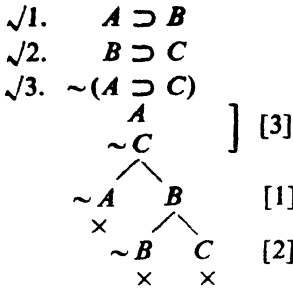 √1. A ⊃ B
√2. B ⊃ C
√3. ~(A ⊃ C)
A
~C ] [3]
~A B [1]
×
~B C [2]
× ×